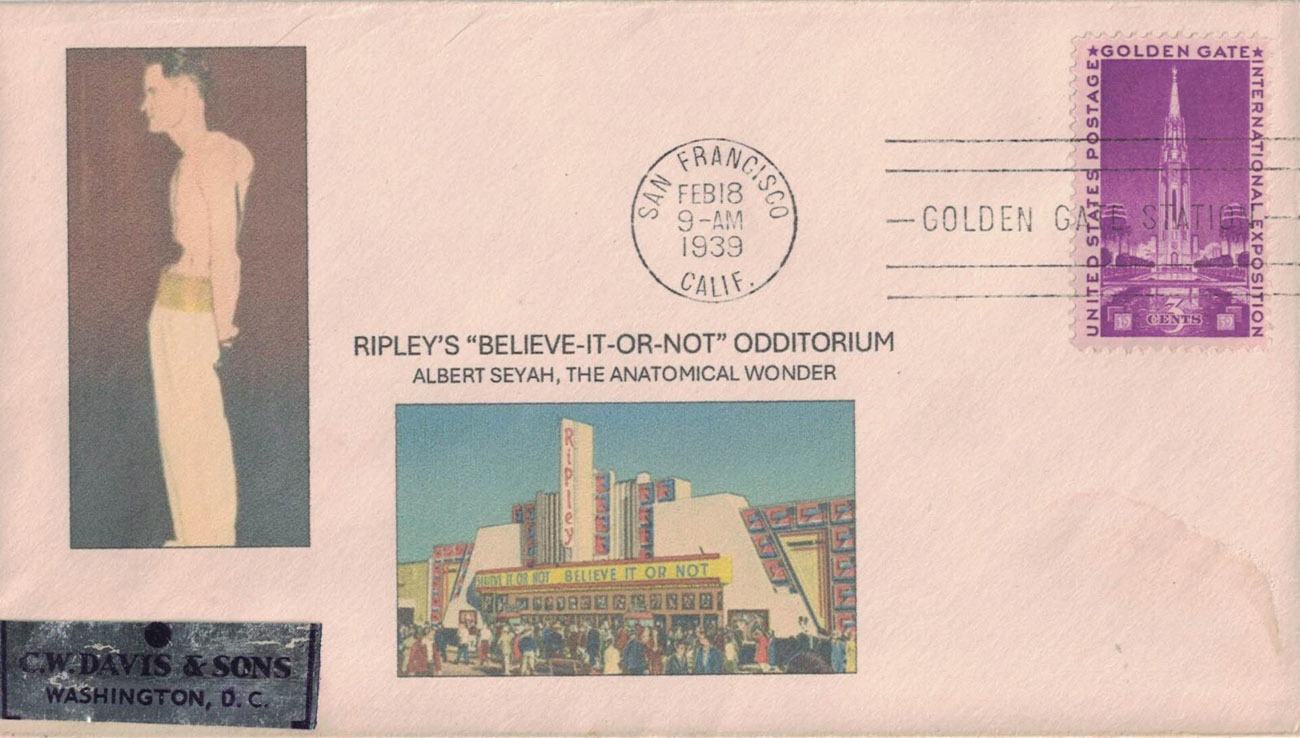 ★GOLDEN GATE★
UNITED STATES POSTAGE
INTERNATIONAL EXPOSITION
3
CENTS
19
39
SAN FRANCISCO
FEB 18
9-AM
1939
CALIF.
GOLDEN GATE STATION
RIPLEY'S “BELIEVE-IT-OR-NOT” ODDITORIUM
ALBERT SEYAH, THE ANATOMICAL WONDER
Ripley
BELIEVE IT OR NOT BELIEVE IT OR NOT
C.W. DAVIS & SONS
WASHINGTON, D.C.